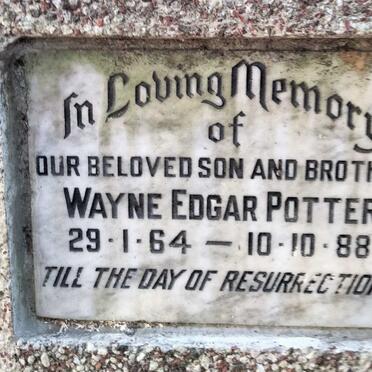 In Loving Memory
of
OUR BELOVED SON AND BROTH
WAYNE EDGAR POTTER
29·1·64 — 10·10·88
TILL THE DAY OF RESURRECTION